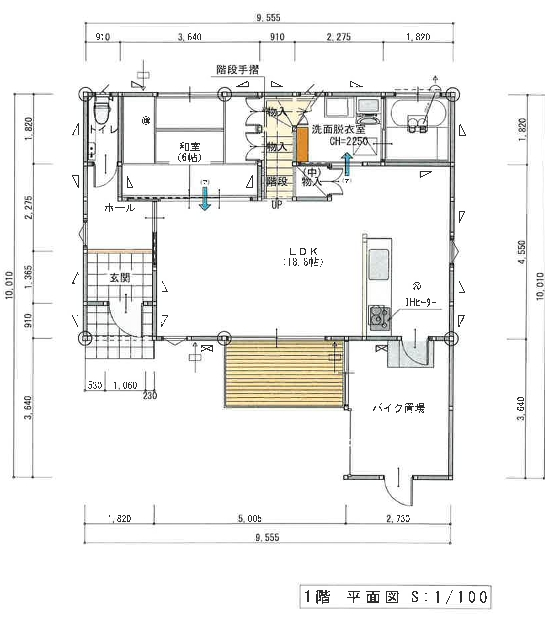 9,555
910
3,640
910
2,275
1,820
階段手摺
トイレ
和室
(6帖)
物入
物入
階段
UP
洗面脱衣室
CH=2250
(中)
物入
ホール
玄関
LDK
(18.6帖)
IHヒーター
バイク置場
1,820
2,275
1,365
910
3,640
10,010
1,820
4,550
3,640
10,010
530
1,060
230
1,820
5,005
2,730
9,555
1階 平面図 S:1/100